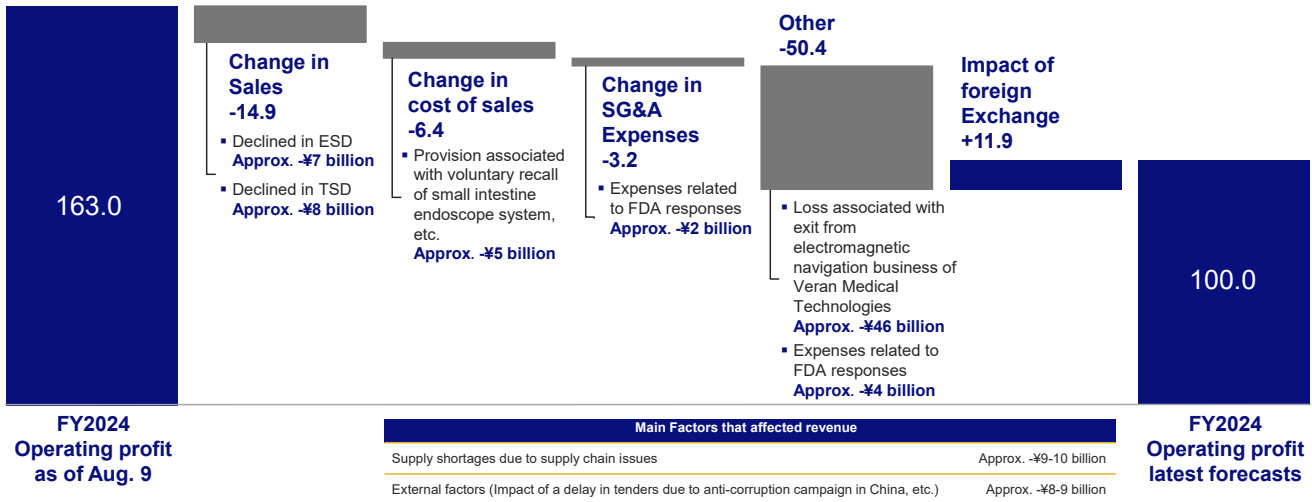 163.0
FY2024
Operating profit
as of Aug. 9
Change in
Sales
-14.9
▪ Declined in ESD
Approx. -¥7 billion
▪ Declined in TSD
Approx. -¥8 billion
Change in
cost of sales
-6.4
▪ Provision associated
with voluntary recall
of small intestine
endoscope system,
etc.
Approx. -¥5 billion
Change in
SG&A
Expenses
-3.2
▪ Expenses related
to FDA responses
Approx. -¥2 billion
Other
-50.4
▪ Loss associated with
exit from
electromagnetic
navigation business of
Veran Medical
Technologies
Approx. -¥46 billion
▪ Expenses related to
FDA responses
Approx. -¥4 billion
Impact of
foreign
Exchange
+11.9
100.0
FY2024
Operating profit
latest forecasts
Main Factors that affected revenue
Supply shortages due to supply chain issues Approx. -¥9-10 billion
External factors (Impact of a delay in tenders due to anti-corruption campaign in China, etc.) Approx. -¥8-9 billion